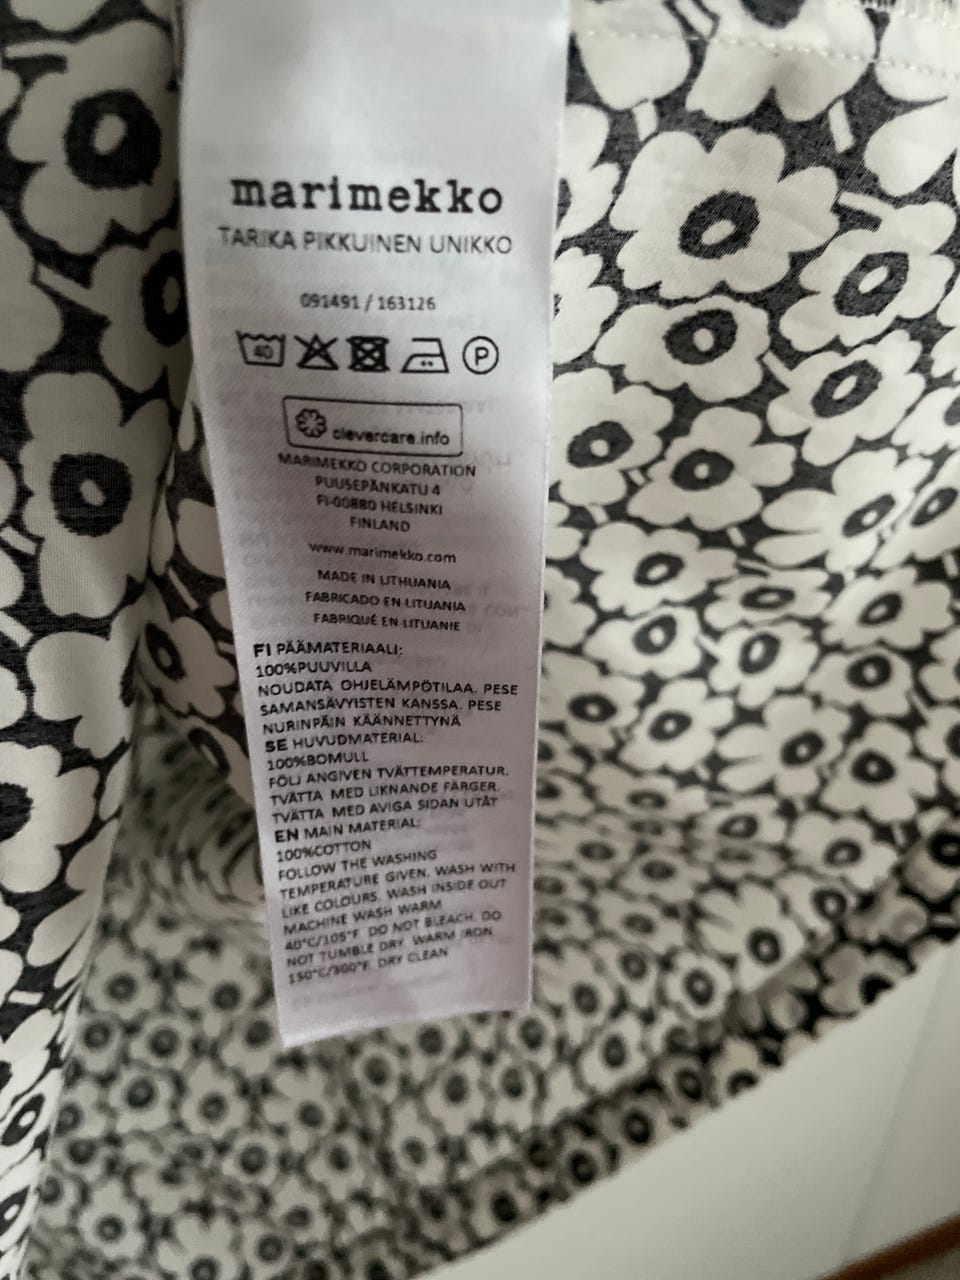 marimekko
TARIKA PIKKUINEN UNIKKO
091491 / 163126
40 P
clevercare.info
MARIMEKKO CORPORATION
PUUSEPÄNKATU 4
FI-00880 HELSINKI
FINLAND
www.marimekko.com
MADE IN LITHUANIA
FABRICADO EN LITUANIA
FABRIQUÉ EN LITUANIE
FI PÄÄMATERIAALI:
100%PUUVILLA
NOUDATA OHJELÄMPÖTILAA. PESE
SAMANSÄVYISTEN KANSSA. PESE
NURINPÄIN KÄÄNNETTYNÄ
SE HUVUDMATERIAL:
100%BOMULL
FÖLJ ANGIVEN TVÄTTEMPERATUR.
TVÄTTA MED LIKNANDE FÄRGER.
TVÄTTA MED AVIGA SIDAN UTÅT
EN MAIN MATERIAL:
100%COTTON
FOLLOW THE WASHING
TEMPERATURE GIVEN. WASH WITH
LIKE COLOURS. WASH INSIDE OUT
MACHINE WASH WARM
40°C/105°F DO NOT BLEACH. DO
NOT TUMBLE DRY. WARM IRON
150°C/300°F. DRY CLEAN